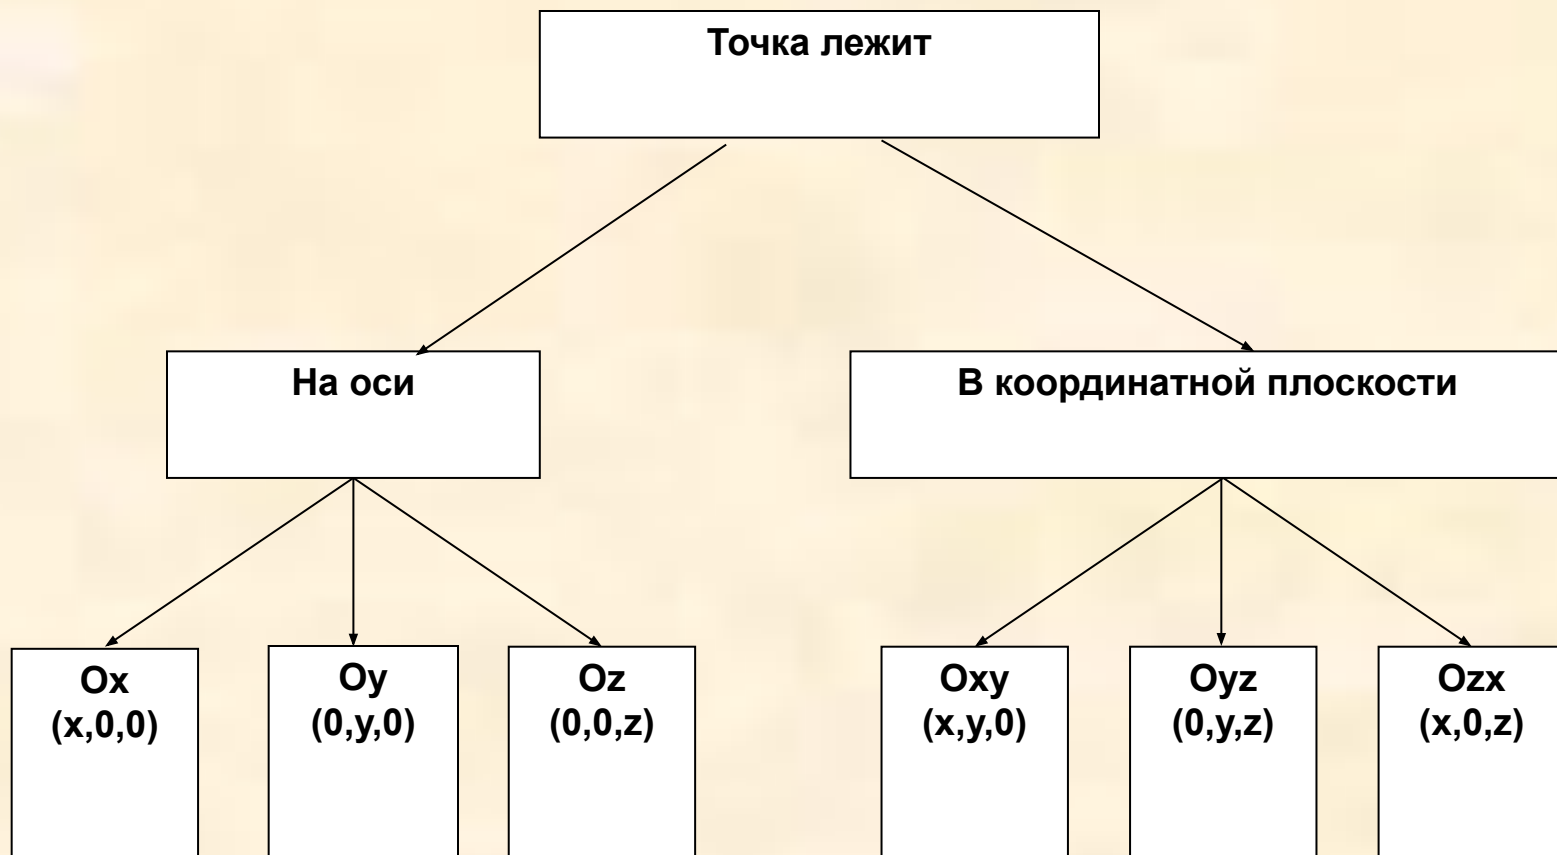 Точка лежит
На оси
В координатной плоскости
Ox
(x,0,0)
Oy
(0,y,0)
Oz
(0,0,z)
Oxy
(x,y,0)
Oyz
(0,y,z)
Ozx
(x,0,z)